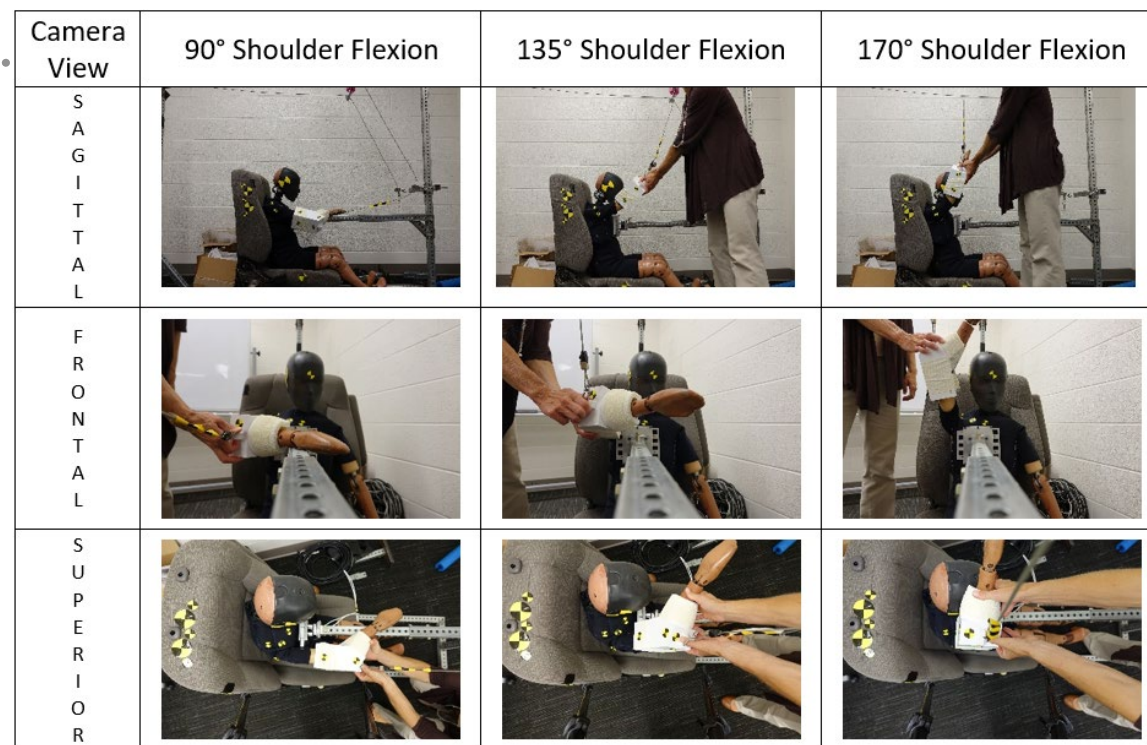 Camera
View
90° Shoulder Flexion
135° Shoulder Flexion
170° Shoulder Flexion
S
A
G
I
T
T
A
L
F
R
O
N
T
A
L
S
U
P
E
R
I
O
R